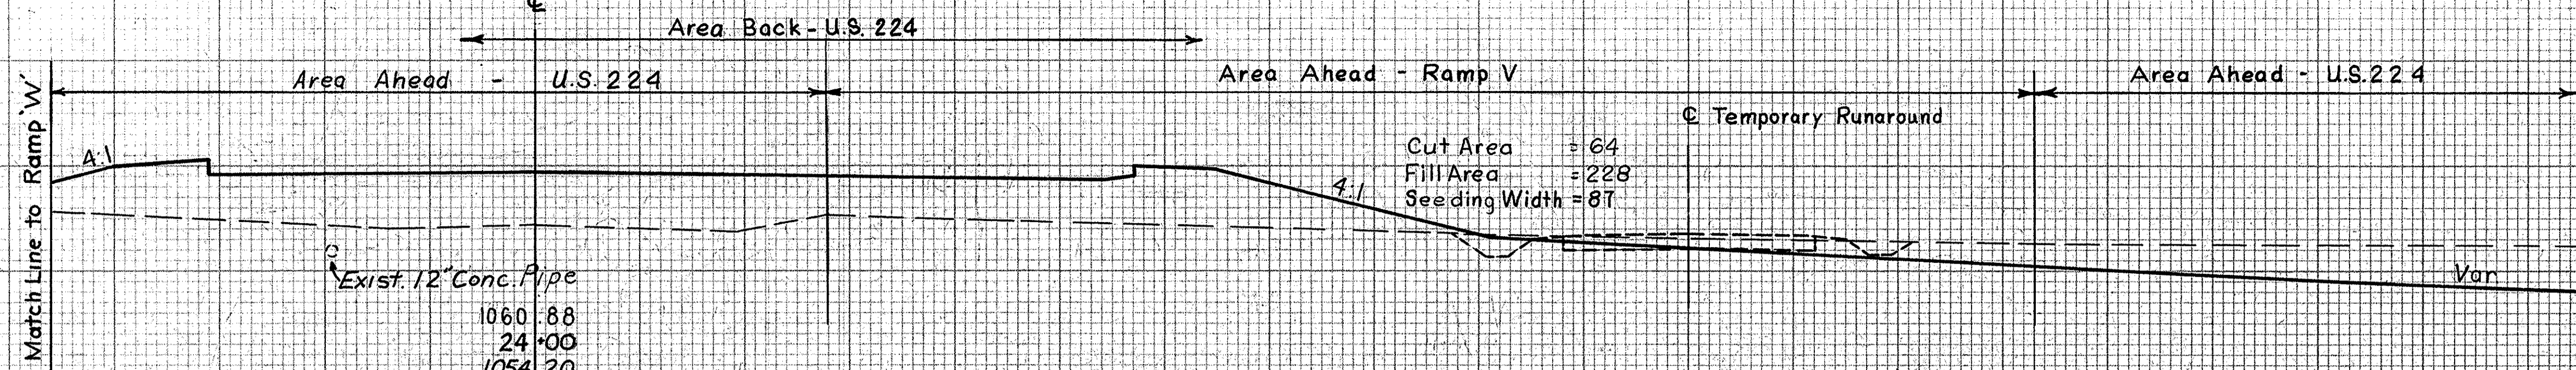 ℄
Area Back - U.S. 224
Area Ahead - U.S. 224
Area Ahead - Ramp V
Area Ahead - U.S. 224
℄ Temporary Runaround
Match Line to Ramp 'W'
4:1
Cut Area = 64
Fill Area = 228
Seeding Width = 87
4:1
Exist. 12" Conc. Pipe
Var
1060.88
24+00
1054.20